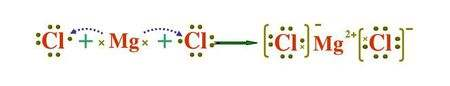 Cl + × Mg × + Cl → [Cl ×]⁻ Mg²⁺ [× Cl]⁻